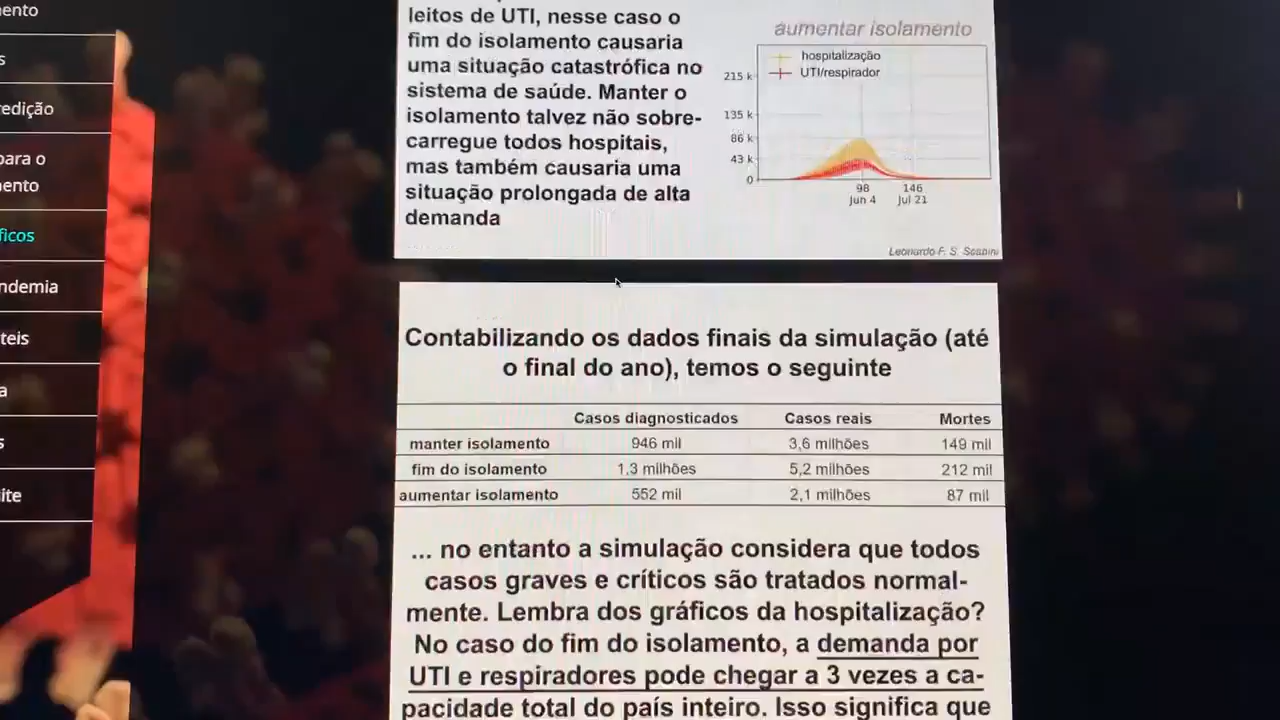 ento
s
edição
para o
ento
ficos
ndemia
teis
a
s
ite
leitos de UTI, nesse caso o
fim do isolamento causaria
uma situação catastrófica no
sistema de saúde. Manter o
isolamento talvez não sobre-
carregue todos hospitais,
mas também causaria uma
situação prolongada de alta
demanda
aumentar isolamento
hospitalização
UTI/respirador
215 k
135 k
86 k
43 k
0
98 146
Jun 4 Jul 21
Leonardo F. S.
Contabilizando os dados finais da simulação (até
o final do ano), temos o seguinte
Casos diagnosticados Casos reais Mortes
manter isolamento 946 mil 3,6 milhões 149 mil
fim do isolamento 1,3 milhões 5,2 milhões 212 mil
aumentar isolamento 552 mil 2,1 milhões 87 mil
... no entanto a simulação considera que todos
casos graves e críticos são tratados normal-
mente. Lembra dos gráficos da hospitalização?
No caso do fim do isolamento, a demanda por
UTI e respiradores pode chegar a 3 vezes a ca-
pacidade total do país inteiro. Isso significa que